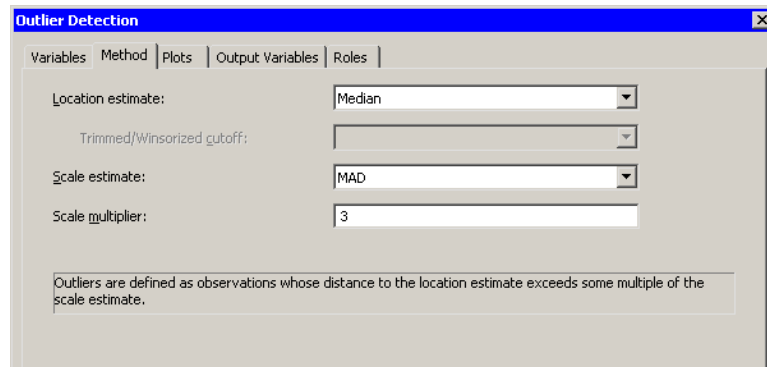 Outlier Detection
Variables Method Plots Output Variables Roles
Location estimate: Median
Trimmed/Winsorized cutoff:
Scale estimate: MAD
Scale multiplier: 3
Outliers are defined as observations whose distance to the location estimate exceeds some multiple of the
scale estimate.